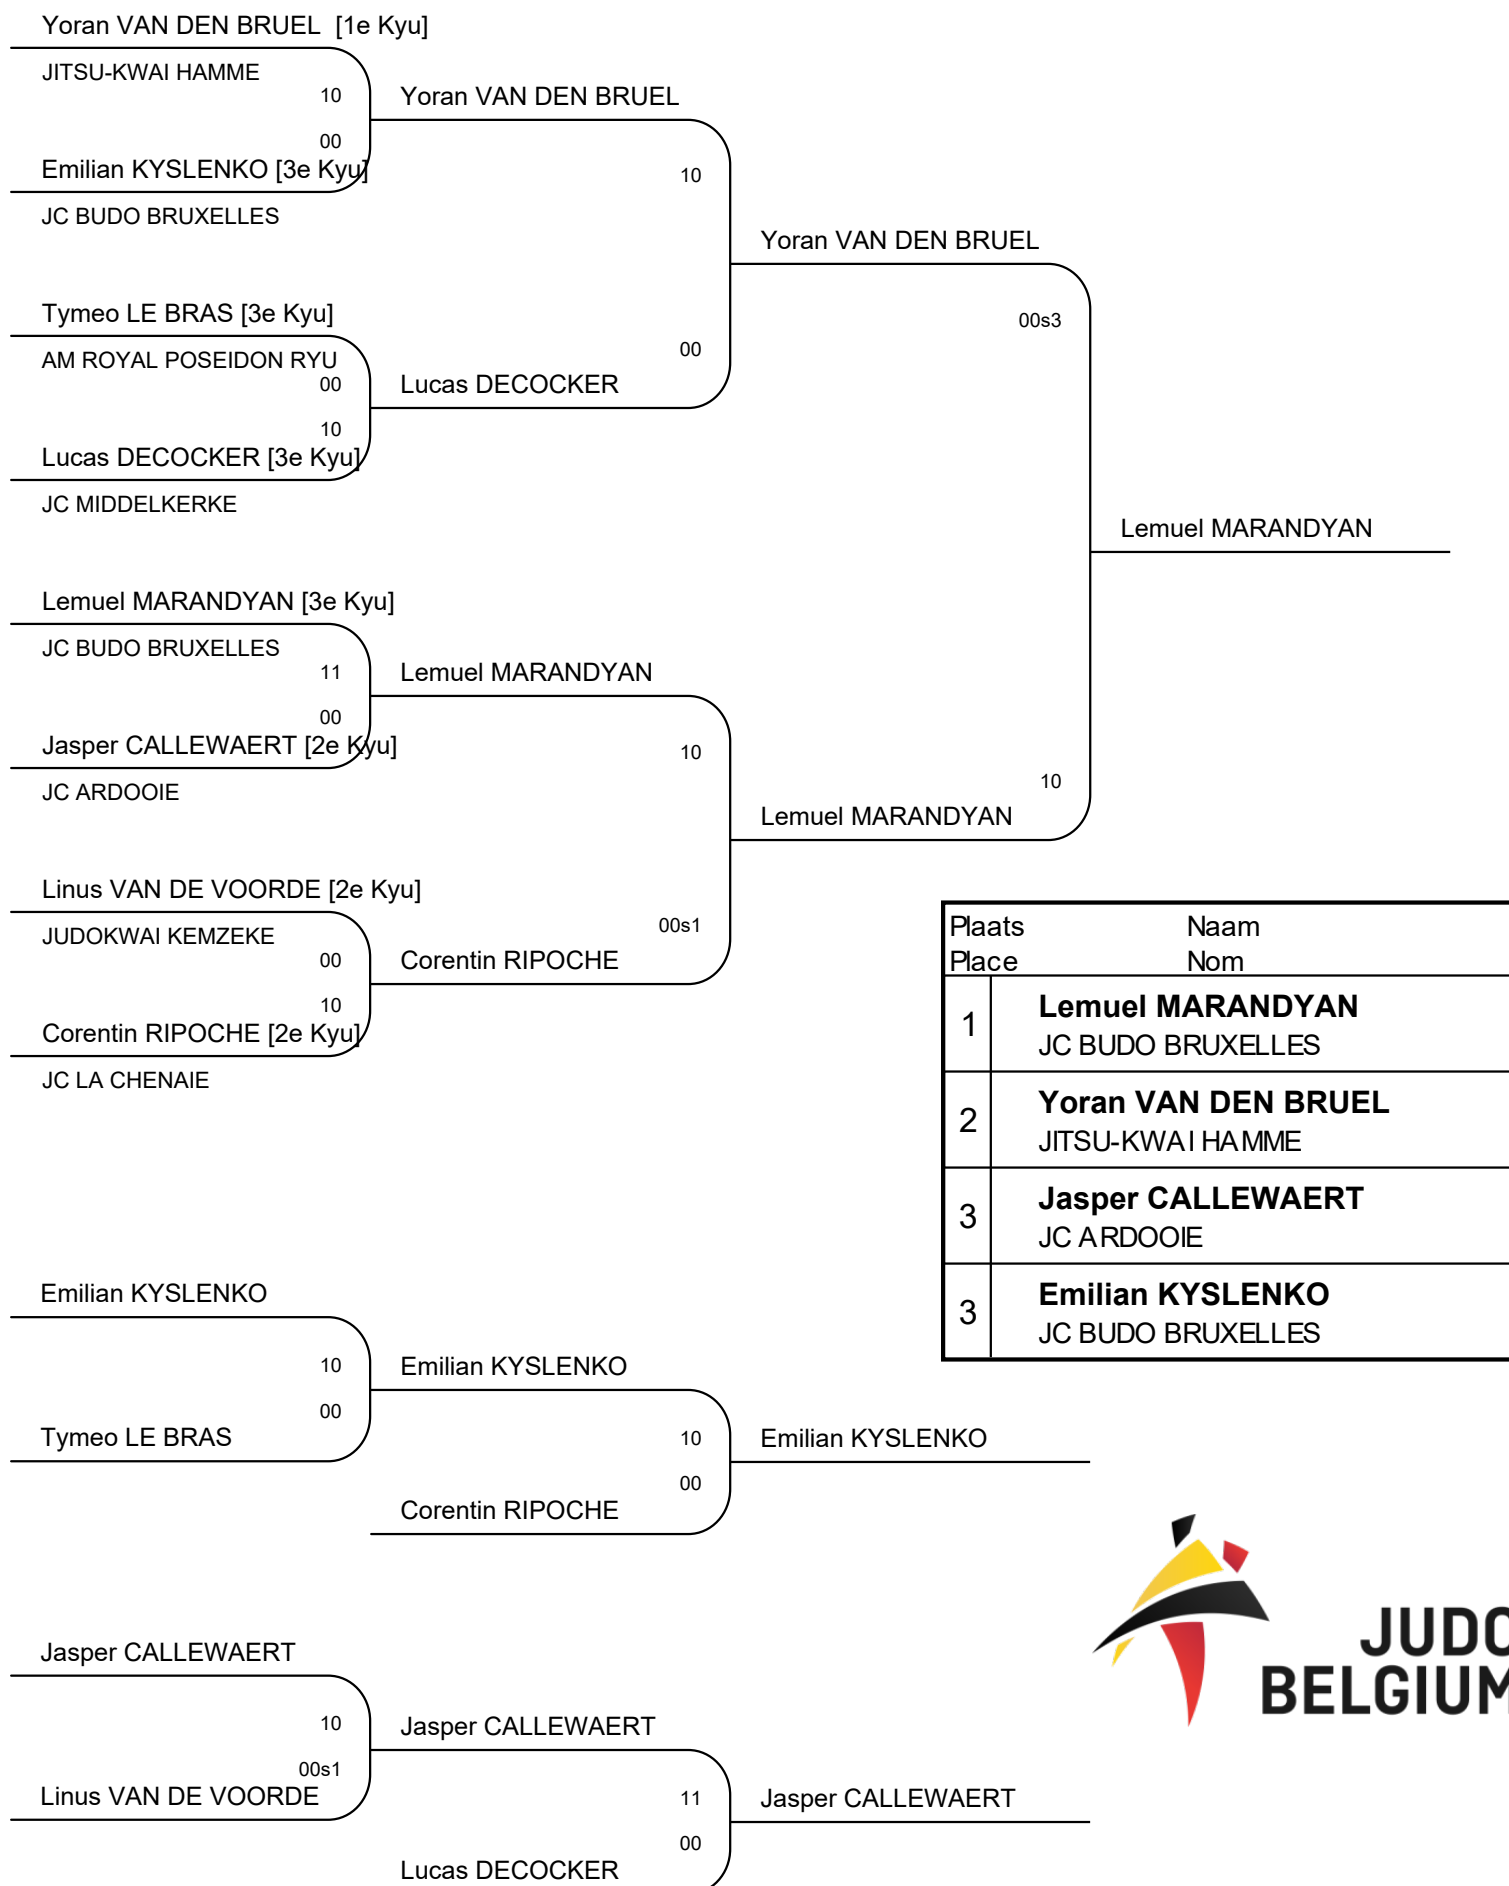 Yoran VAN DEN BRUEL  [1e Kyu]
JITSU-KWAI HAMME
10
Yoran VAN DEN BRUEL
00
Emilian KYSLENKO [3e Kyu]
10
JC BUDO BRUXELLES
Yoran VAN DEN BRUEL
Tymeo LE BRAS [3e Kyu]
00s3
AM ROYAL POSEIDON RYU
00
00
Lucas DECOCKER
10
Lucas DECOCKER [3e Kyu]
JC MIDDELKERKE
Lemuel MARANDYAN
Lemuel MARANDYAN [3e Kyu]
JC BUDO BRUXELLES
11
Lemuel MARANDYAN
00
Jasper CALLEWAERT [2e Kyu]
10
JC ARDOOIE
10
Lemuel MARANDYAN
Linus VAN DE VOORDE [2e Kyu]
00s1
JUDOKWAI KEMZEKE
00
Corentin RIPOCHE
10
Corentin RIPOCHE [2e Kyu]
JC LA CHENAIE
Plaats Naam
Place Nom
1 Lemuel MARANDYAN
JC BUDO BRUXELLES
2 Yoran VAN DEN BRUEL
JITSU-KWAI HAMME
3 Jasper CALLEWAERT
JC ARDOOIE
3 Emilian KYSLENKO
JC BUDO BRUXELLES
Emilian KYSLENKO
10
Emilian KYSLENKO
00
Tymeo LE BRAS
10
Emilian KYSLENKO
00
Corentin RIPOCHE
JUDO
BELGIUM
Jasper CALLEWAERT
10
Jasper CALLEWAERT
00s1
Linus VAN DE VOORDE
11
Jasper CALLEWAERT
00
Lucas DECOCKER